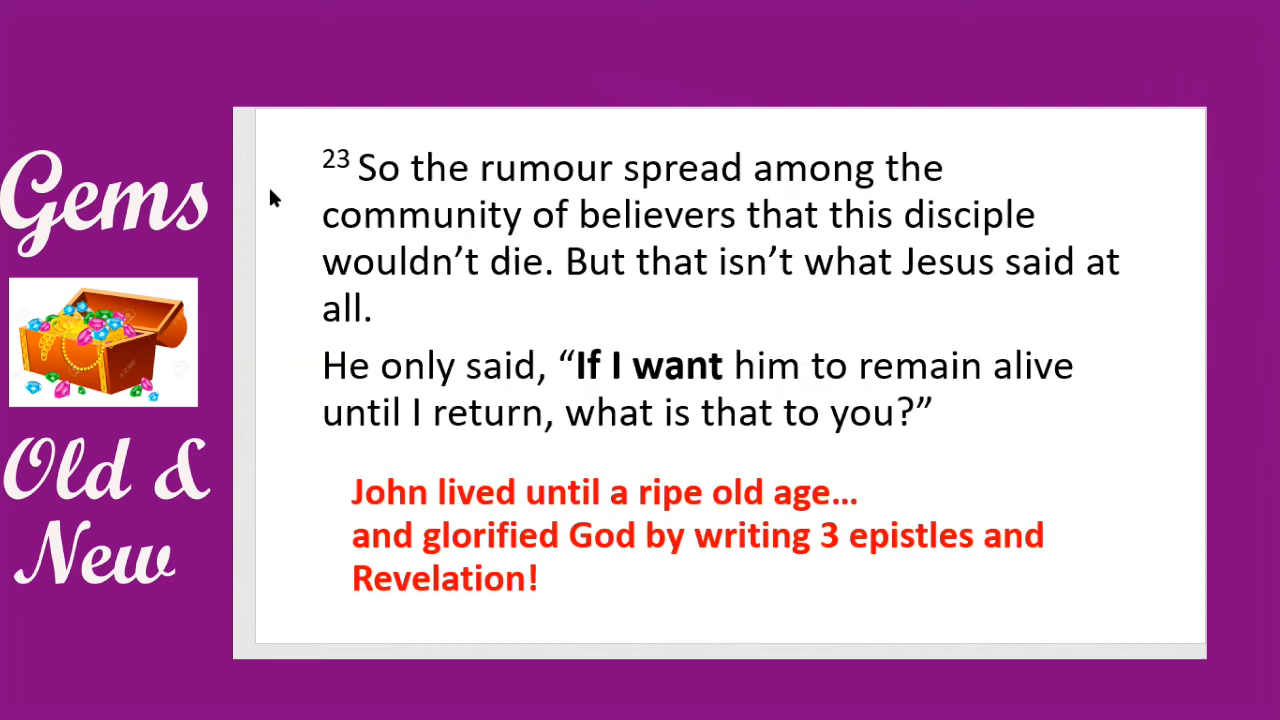 Gems
Old &
New
23 So the rumour spread among the
community of believers that this disciple
wouldn’t die. But that isn’t what Jesus said at
all.
He only said, “If I want him to remain alive
until I return, what is that to you?”
John lived until a ripe old age...
and glorified God by writing 3 epistles and
Revelation!